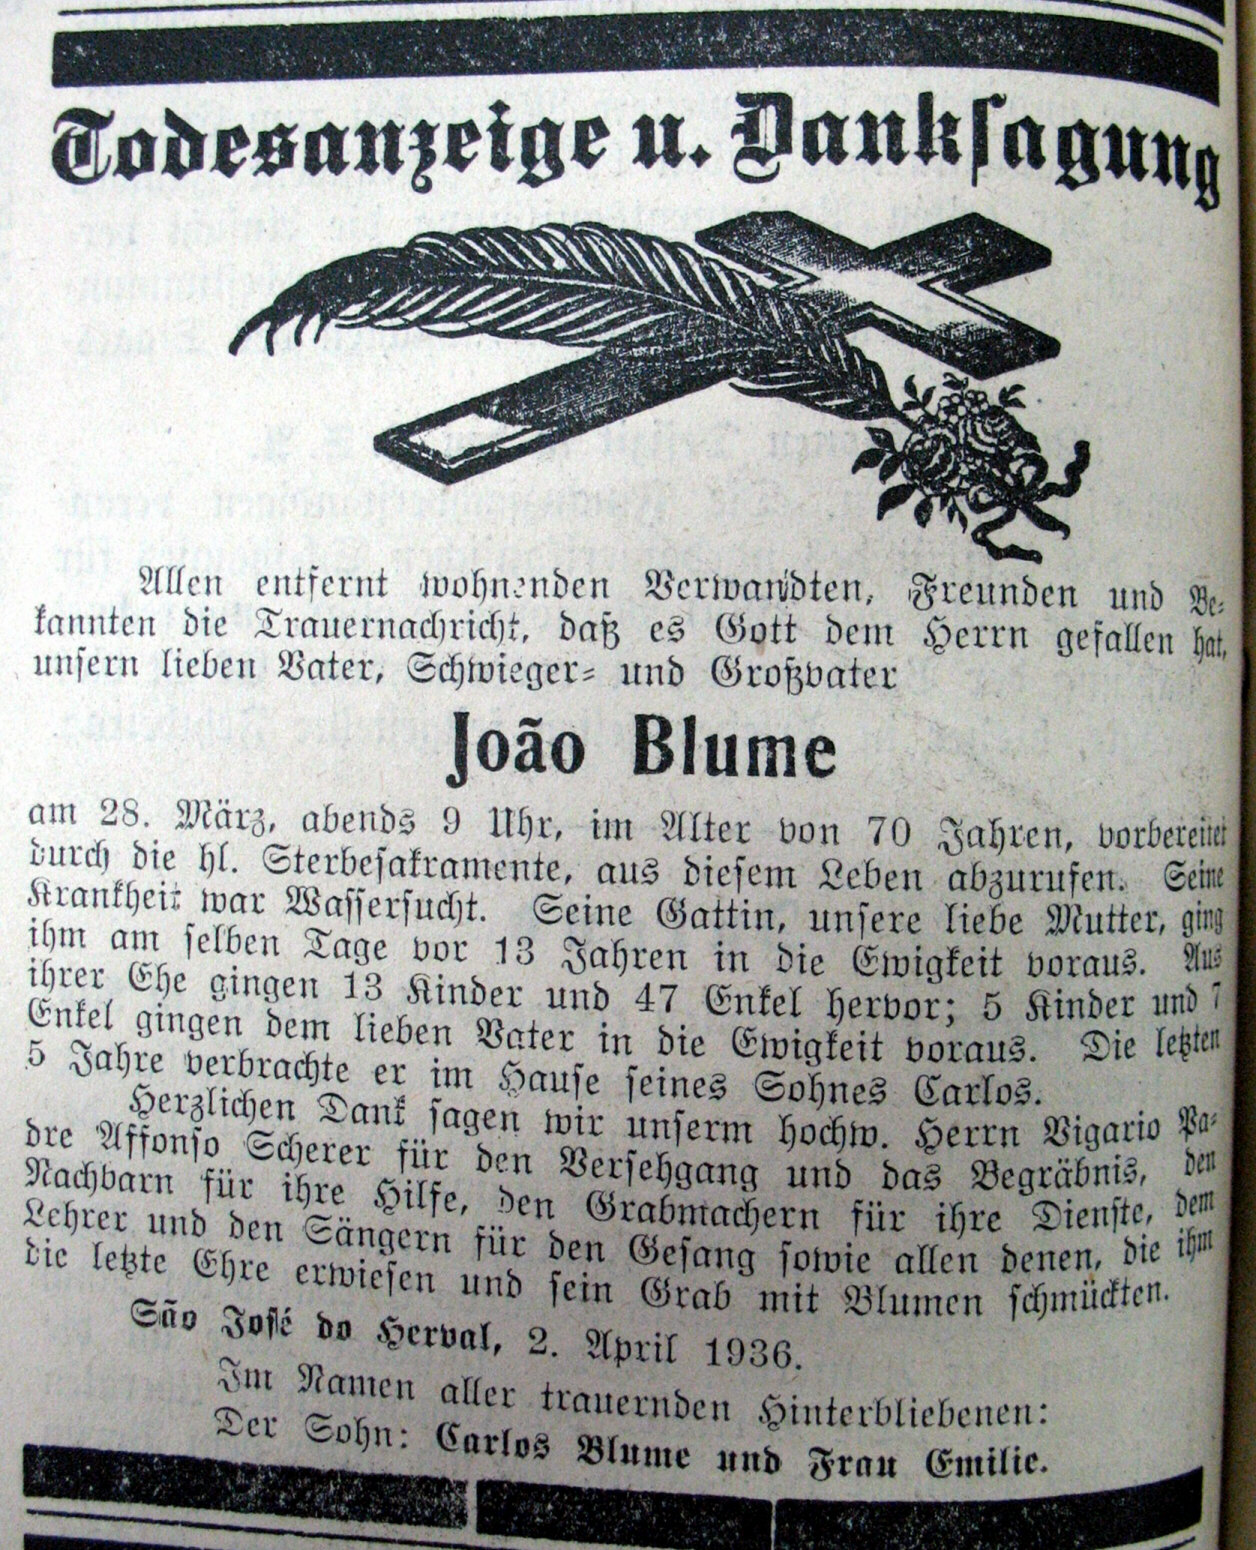 Todesanzeige u. Danksagung
Allen entfernt wohnenden Verwandten, Freunden und Be-
kannten die Trauernachricht, daß es Gott dem Herrn gefallen hat,
unsern lieben Vater, Schwieger- und Großvater
João Blume
am 28. März, abends 9 Uhr, im Alter von 70 Jahren, vorbereitet
durch die hl. Sterbesakramente, aus diesem Leben abzurufen. Seine
Krankheit war Wassersucht. Seine Gattin, unsere liebe Mutter, ging
ihm am selben Tage vor 13 Jahren in die Ewigkeit voraus. Aus
ihrer Ehe gingen 13 Kinder und 47 Enkel hervor; 5 Kinder und 7
Enkel gingen dem lieben Vater in die Ewigkeit voraus. Die letzten
5 Jahre verbrachte er im Hause seines Sohnes Carlos.
Herzlichen Dank sagen wir unserm hochw. Herrn Vigario Pa-
dre Affonso Scherer für den Versehgang und das Begräbnis, den
Nachbarn für ihre Hilfe, den Grabmachern für ihre Dienste, dem
Lehrer und den Sängern für den Gesang sowie allen denen, die ihm
die letzte Ehre erwiesen und sein Grab mit Blumen schmückten.
São José do Herval, 2. April 1936.
Im Namen aller trauernden Hinterbliebenen:
Der Sohn: Carlos Blume und Frau Emilie.